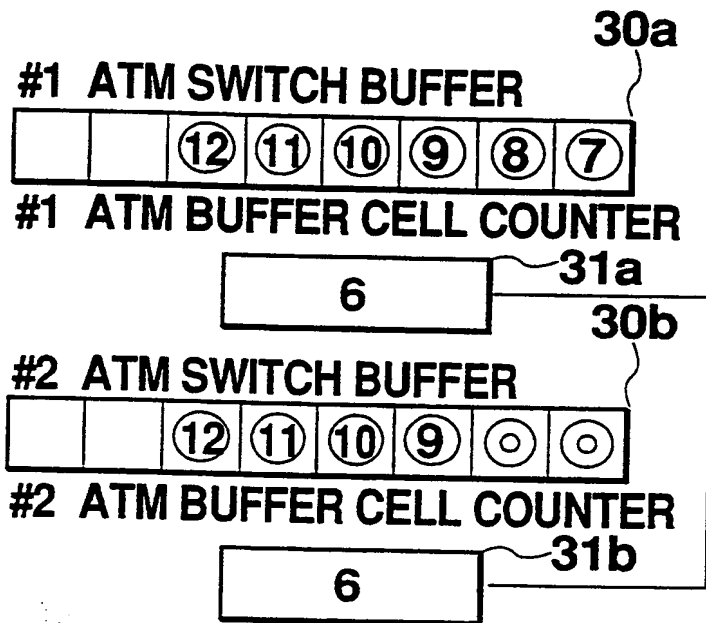 30a
#1 ATM SWITCH BUFFER
12 11 10 9 8 7
#1 ATM BUFFER CELL COUNTER
31a
6
30b
#2 ATM SWITCH BUFFER
12 11 10 9 ○ ○
#2 ATM BUFFER CELL COUNTER
31b
6